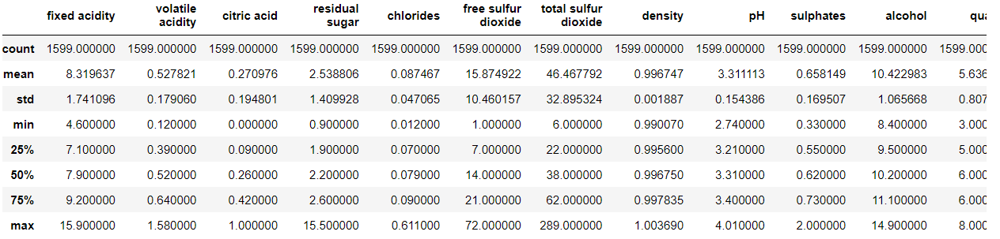 fixed acidity volatile acidity citric acid residual sugar chlorides free sulfur dioxide total sulfur dioxide density pH sulphates alcohol qua
count 1599.000000 1599.000000 1599.000000 1599.000000 1599.000000 1599.000000 1599.000000 1599.000000 1599.000000 1599.000000 1599.000000 1599.000
mean 8.319637 0.527821 0.270976 2.538806 0.087467 15.874922 46.467792 0.996747 3.311113 0.658149 10.422983 5.636
std 1.741096 0.179060 0.194801 1.409928 0.047065 10.460157 32.895324 0.001887 0.154386 0.169507 1.065668 0.807
min 4.600000 0.120000 0.000000 0.900000 0.012000 1.000000 6.000000 0.990070 2.740000 0.330000 8.400000 3.000
25% 7.100000 0.390000 0.090000 1.900000 0.070000 7.000000 22.000000 0.995600 3.210000 0.550000 9.500000 5.000
50% 7.900000 0.520000 0.260000 2.200000 0.079000 14.000000 38.000000 0.996750 3.310000 0.620000 10.200000 6.000
75% 9.200000 0.640000 0.420000 2.600000 0.090000 21.000000 62.000000 0.997835 3.400000 0.730000 11.100000 6.000
max 15.900000 1.580000 1.000000 15.500000 0.611000 72.000000 289.000000 1.003690 4.010000 2.000000 14.900000 8.000